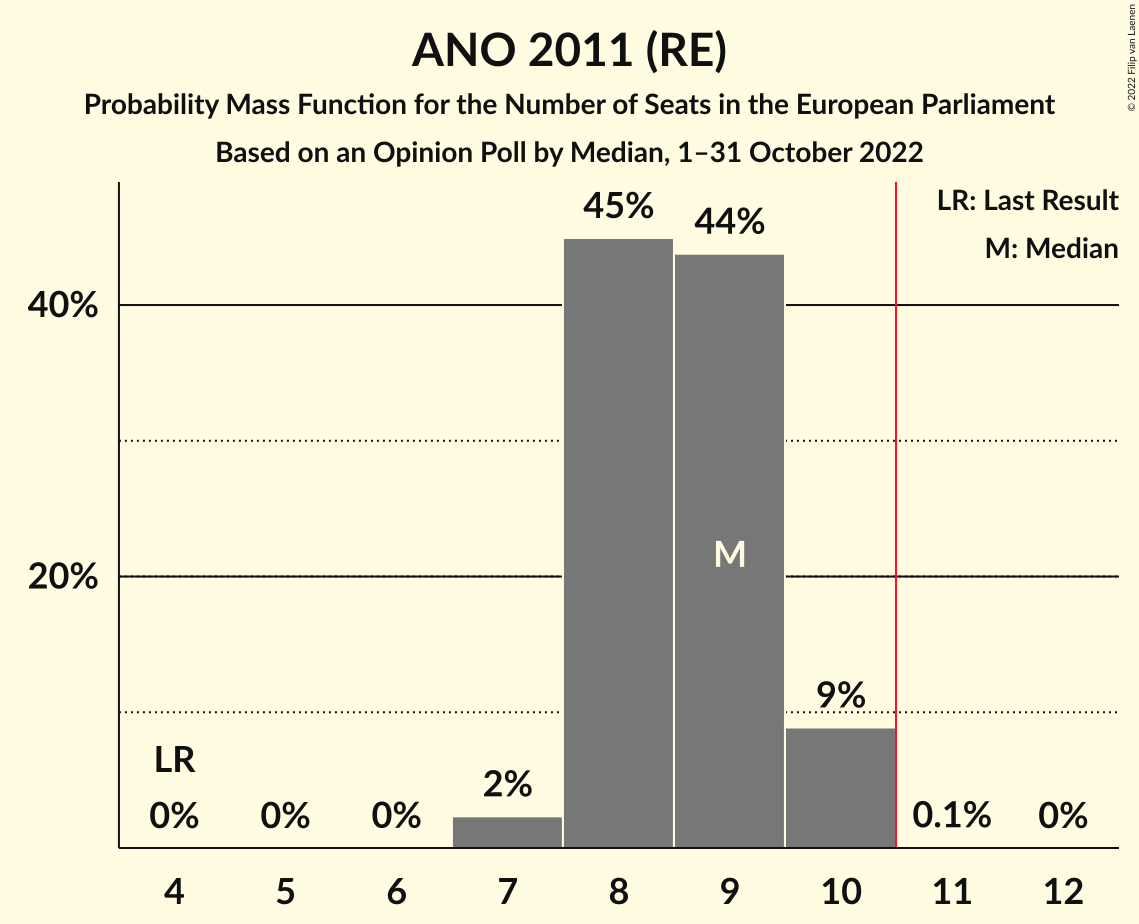 ANO 2011 (RE)
Probability Mass Function for the Number of Seats in the European Parliament
Based on an Opinion Poll by Median, 1–31 October 2022
© 2022 Filip van Laenen
LR: Last Result
M: Median
45%
44%
40%
M
20%
9%
LR
2%
0%
0%
0%
0.1%
0%
4 5 6 7 8 9 10 11 12